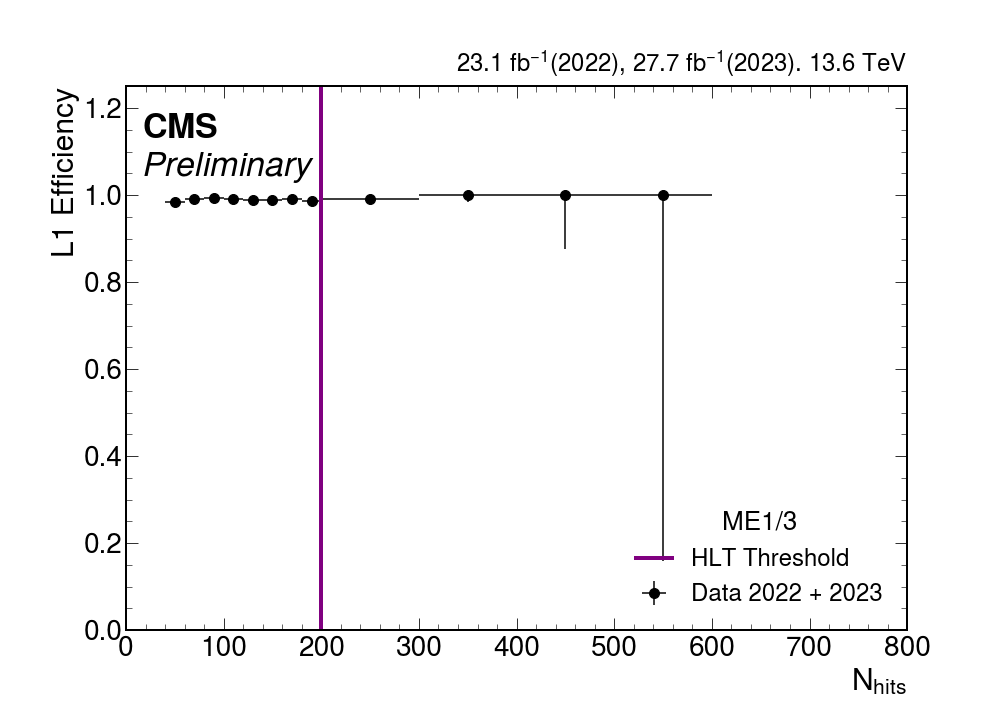 23.1 fb⁻¹(2022), 27.7 fb⁻¹(2023). 13.6 TeV
CMS
Preliminary
L1 Efficiency
1.2
1.0
0.8
0.6
0.4
0.2
0.0
ME1/3
HLT Threshold
Data 2022 + 2023
0 100 200 300 400 500 600 700 800
N_hits